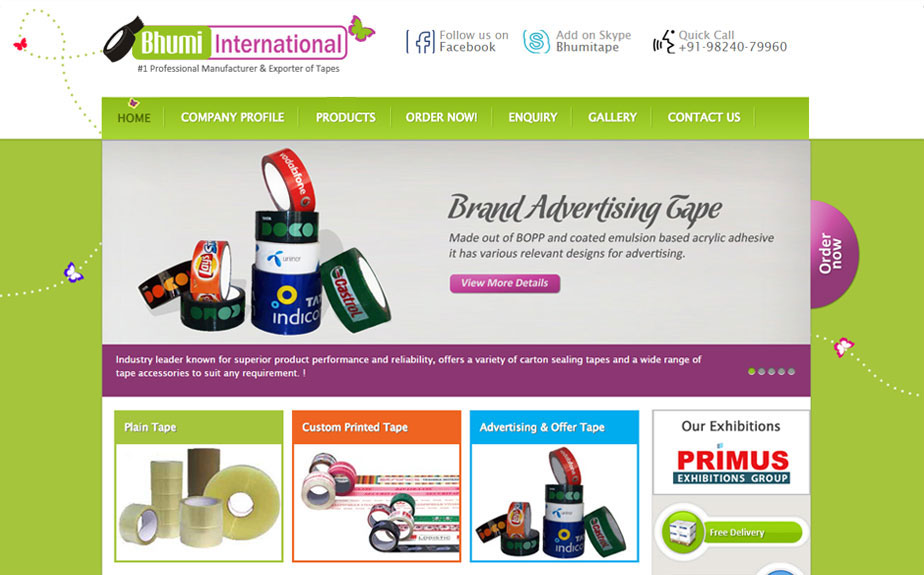 Bhumi International
#1 Professional Manufacturer & Exporter of Tapes
Follow us on
Facebook
Add on Skype
Bhumitape
Quick Call
+91-98240-79960
HOME
COMPANY PROFILE
PRODUCTS
ORDER NOW!
ENQUIRY
GALLERY
CONTACT US
vodafone
DOCO
uninor
TATA
indicom
Castrol
Brand Advertising Tape
Made out of BOPP and coated emulsion based acrylic adhesive
it has various relevant designs for advertising.
View More Details
Order
now
Industry leader known for superior product performance and reliability, offers a variety of carton sealing tapes and a wide range of
tape accessories to suit any requirement. !
Plain Tape
Custom Printed Tape
Advertising & Offer Tape
DOCO
uninor
indic
Our Exhibitions
PRIMUS
EXHIBITIONS GROUP
Free Delivery